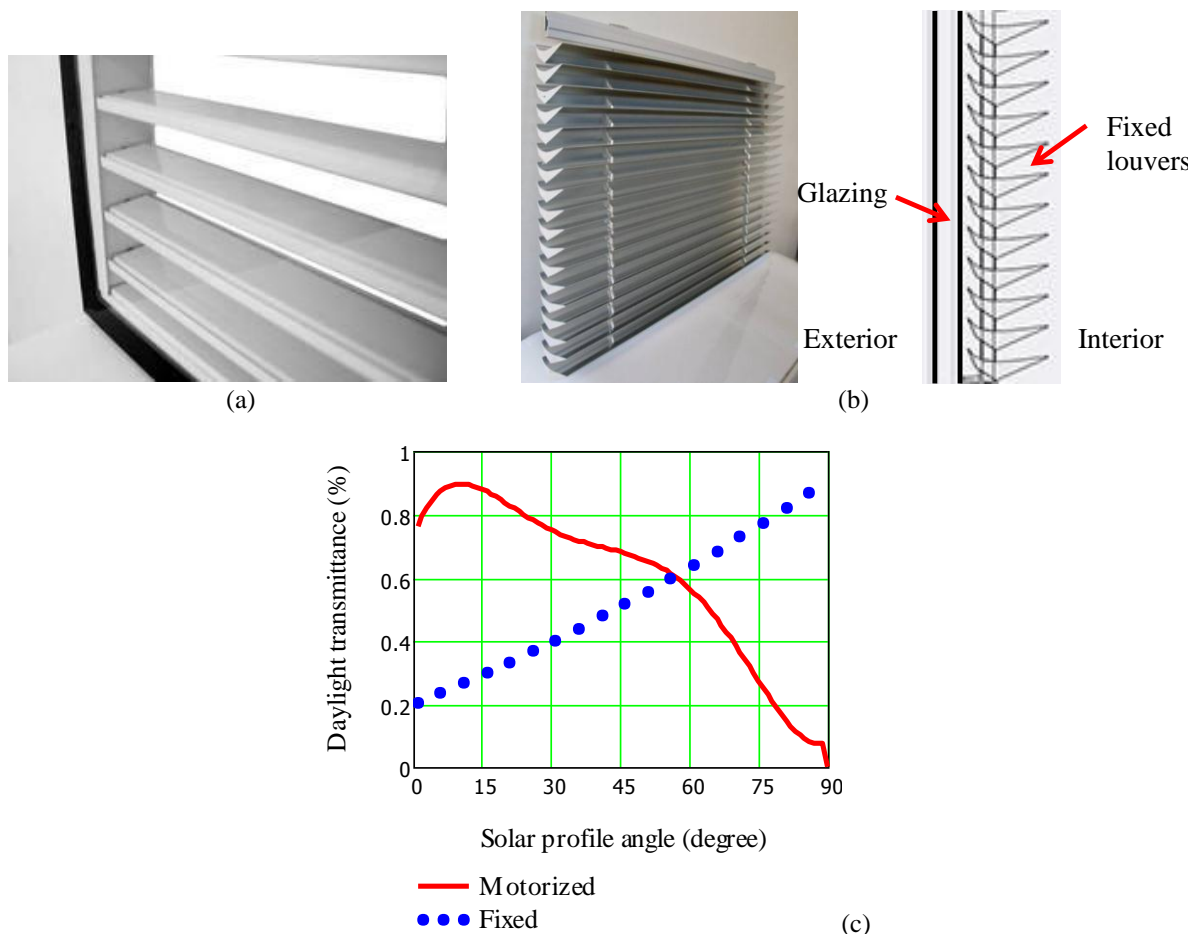 Fixed
louvers
Glazing
Exterior
Interior
(a)
(b)
Daylight transmittance (%)
1
0.8
0.6
0.4
0.2
0
0
15
30
45
60
75
90
Solar profile angle (degree)
Motorized
Fixed
(c)